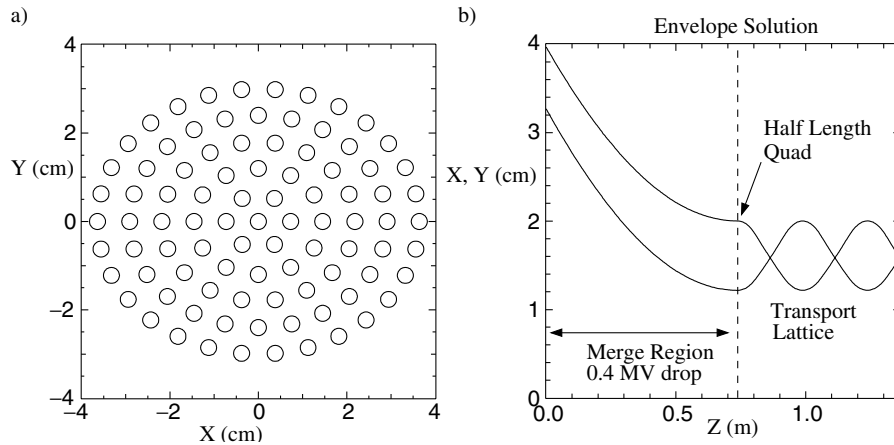 a)
4
2
Y (cm)
0
−2
−4
−4 −2 0 2 4
X (cm)
b)
Envelope Solution
4
3
X, Y (cm)
2
1
0
Half Length
Quad
Transport
Lattice
Merge Region
0.4 MV drop
0.0 0.5 1.0
Z (m)